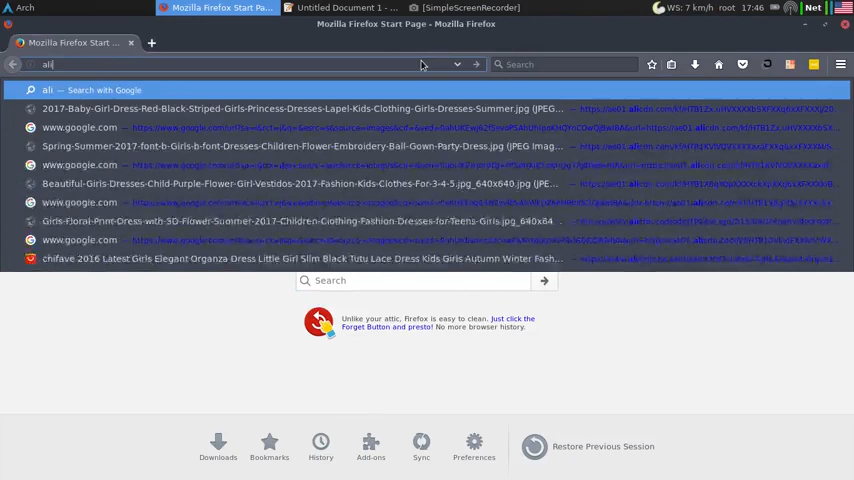 Arch Mozilla Firefox Start Pa... Untitled Document 1 - ... [SimpleScreenRecorder] WS: 7 km/h root 17:46 Net
Mozilla Firefox Start Page - Mozilla Firefox
Mozilla Firefox Start ...
ali Search
ali — Search with Google
2017-Baby-Girl-Dress-Red-Black-Striped-Girls-Princess-Dresses-Lapel-Kids-Clothing-Girls-Dresses-Summer.jpg (JPEG...
www.google.com
Spring-Summer-2017-font-b-Girls-b-font-Dresses-Children-Flower-Embroidery-Ball-Gown-Party-Dress.jpg (JPEG Imag...
www.google.com
Beautiful-Girls-Dresses-Child-Purple-Flower-Girl-Vestidos-2017-Fashion-Kids-Clothes-For-3-4-5.jpg_640x640.jpg (JPE...
www.google.com
Girls-Floral-Print-Dress-with-3D-Flower-Summer-2017-Children-Clothing-Fashion-Dresses-for-Teens-Girls.jpg_640x64
www.google.com
chifave 2016 Latest Girls Elegant Organza Dress Little Girl Slim Black Tutu Lace Dress Kids Girls Autumn Winter Fash...
Search
Unlike your attic, Firefox is easy to clean. Just click the
Forget Button and presto! No more browser history.
Downloads Bookmarks History Add-ons Sync Preferences Restore Previous Session